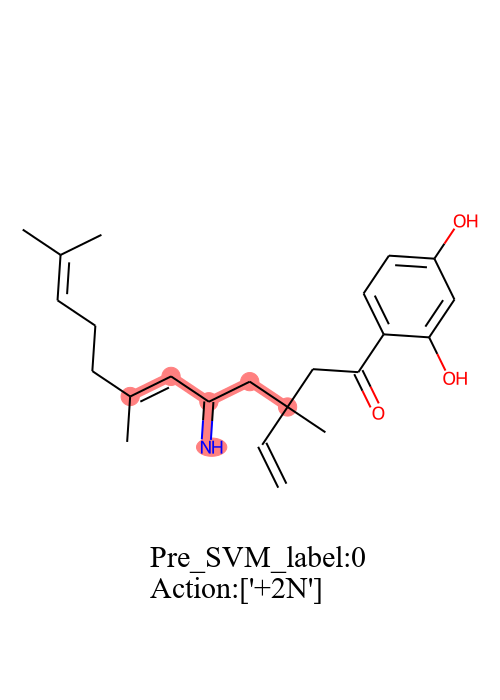 OH
OH
O
NH
Pre_SVM_label:0
Action:['+2N']